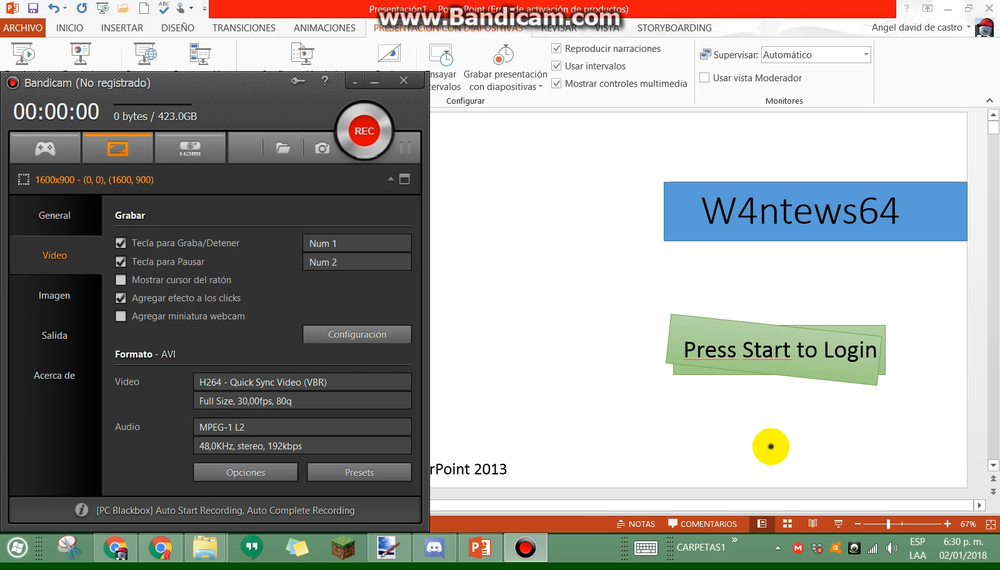 Presentación1 - PowerPoint (Error de activación de productos)
www.Bandicam.com
ABC
ARCHIVO INICIO INSERTAR DISEÑO TRANSICIONES ANIMACIONES PRESENTACIÓN CON DIAPOSITIVAS REVISAR VISTA STORYBOARDING
Angel david de castro
Ensayar
intervalos
Grabar presentación
con diapositivas
Reproducir narraciones
Usar intervalos
Mostrar controles multimedia
Configurar
Supervisar: Automático
Usar vista Moderador
Monitores
Bandicam (No registrado)
00:00:00
0 bytes / 423.0GB
REC
HDMI
1600x900 - (0, 0), (1600, 900)
General
Video
Imagen
Salida
Acerca de
Grabar
Tecla para Graba/Detener Num 1
Tecla para Pausar Num 2
Mostrar cursor del ratón
Agregar efecto a los clicks
Agregar miniatura webcam
Configuración
Formato - AVI
Video H264 - Quick Sync Video (VBR)
Full Size, 30,00fps, 80q
Audio MPEG-1 L2
48,0KHz, stereo, 192kbps
Opciones Presets
[PC Blackbox] Auto Start Recording, Auto Complete Recording
W4ntews64
Press Start to Login
rPoint 2013
NOTAS COMENTARIOS 67%
CARPETAS1
ESP
LAA
6:30 p. m.
02/01/2018